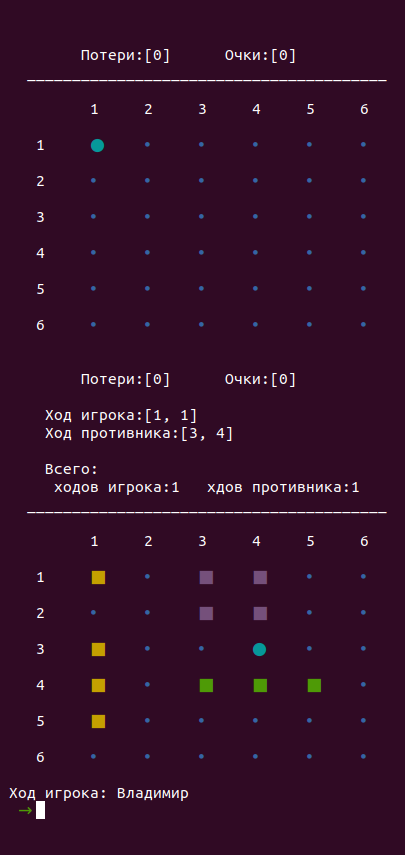 Потери:[0] Очки:[0]
1 2 3 4 5 6
1
2
3
4
5
6
Потери:[0] Очки:[0]
Ход игрока:[1, 1]
Ход противника:[3, 4]
Всего:
ходов игрока:1 хдов противника:1
1 2 3 4 5 6
1
2
3
4
5
6
Ход игрока: Владимир
→